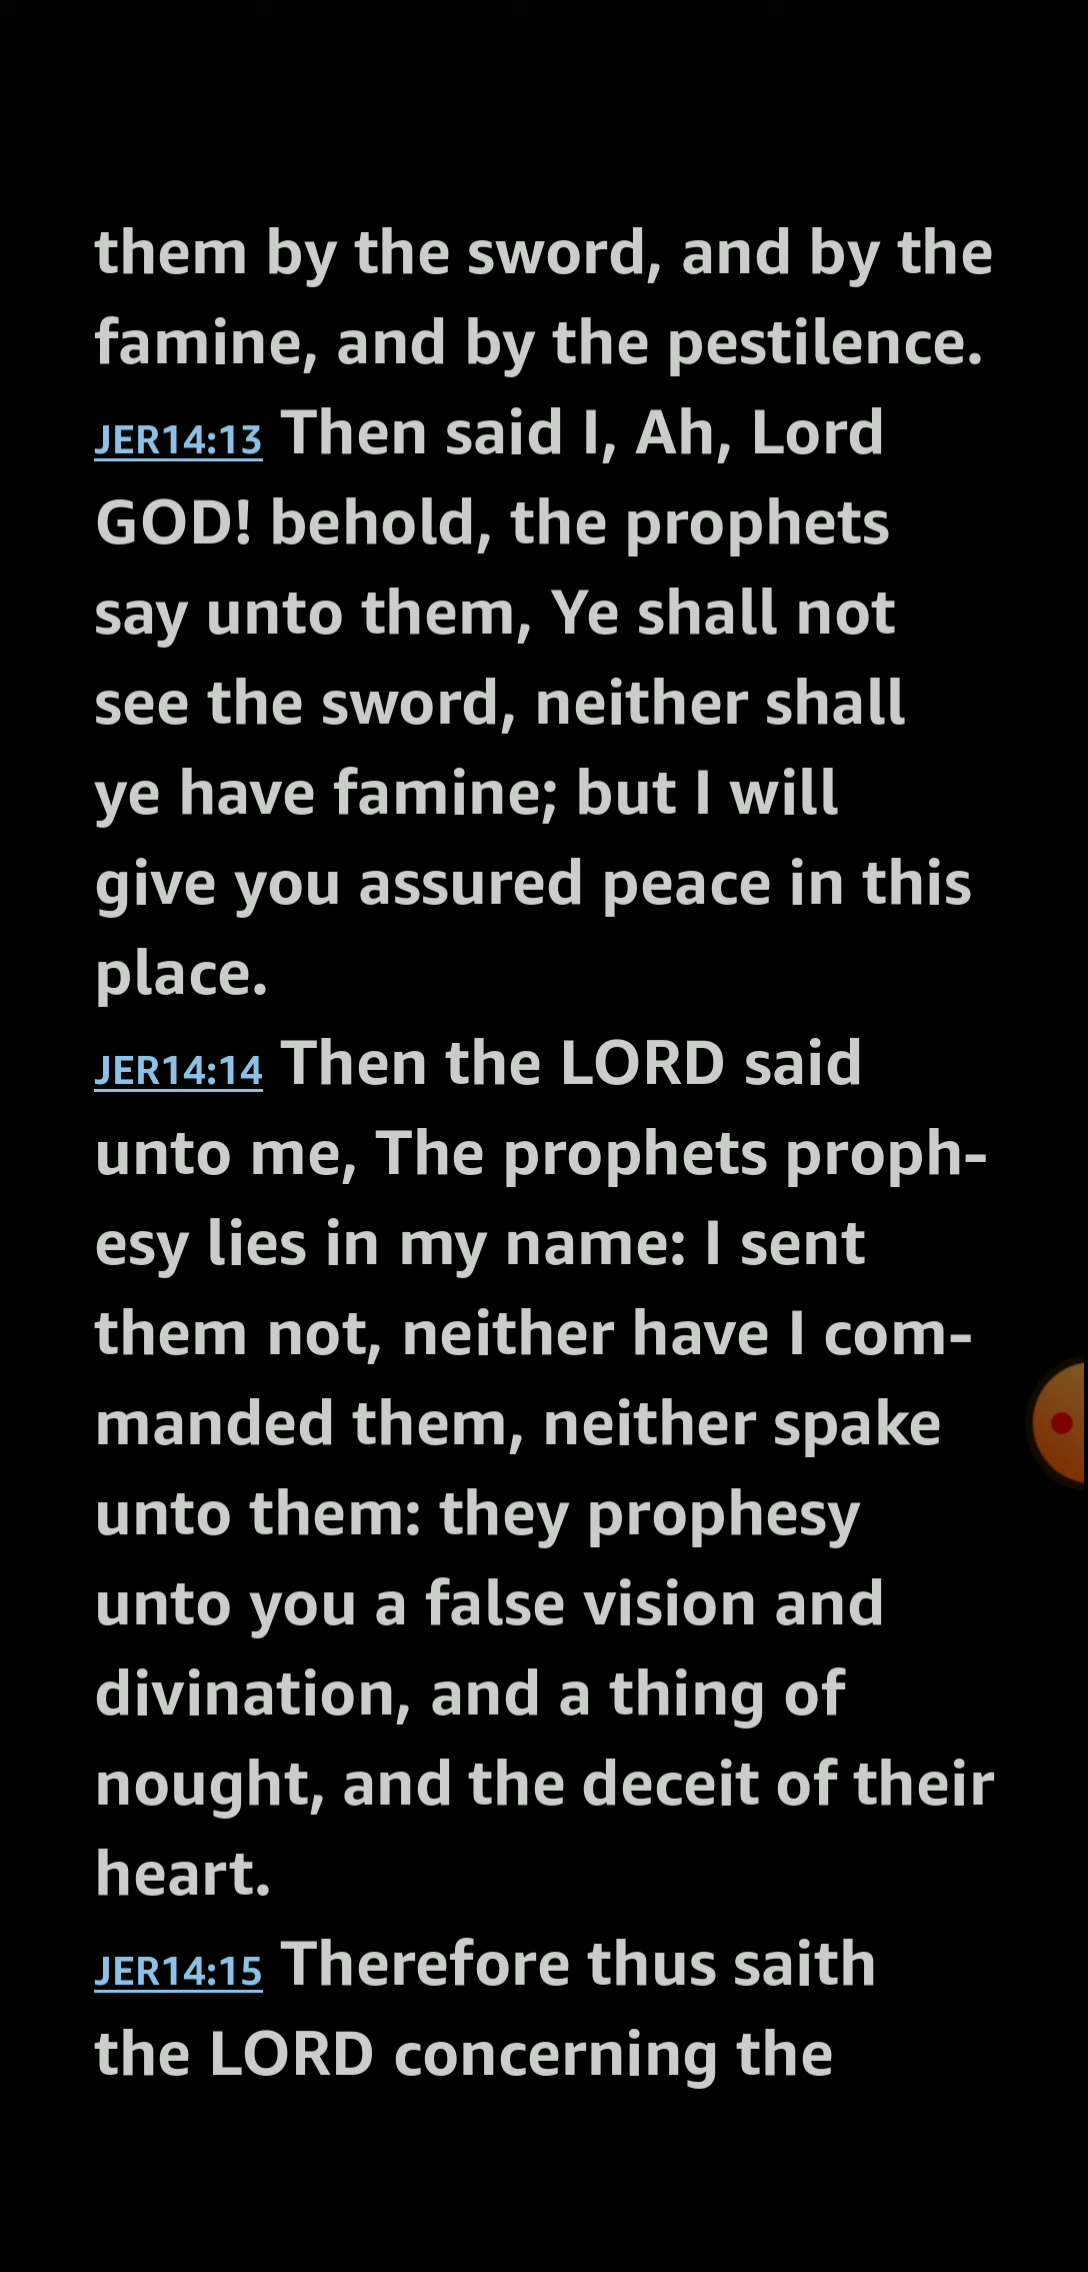 them by the sword, and by the
famine, and by the pestilence.
JER14:13 Then said I, Ah, Lord
GOD! behold, the prophets
say unto them, Ye shall not
see the sword, neither shall
ye have famine; but I will
give you assured peace in this
place.
JER14:14 Then the LORD said
unto me, The prophets proph-
esy lies in my name: I sent
them not, neither have I com-
manded them, neither spake
unto them: they prophesy
unto you a false vision and
divination, and a thing of
nought, and the deceit of their
heart.
JER14:15 Therefore thus saith
the LORD concerning the